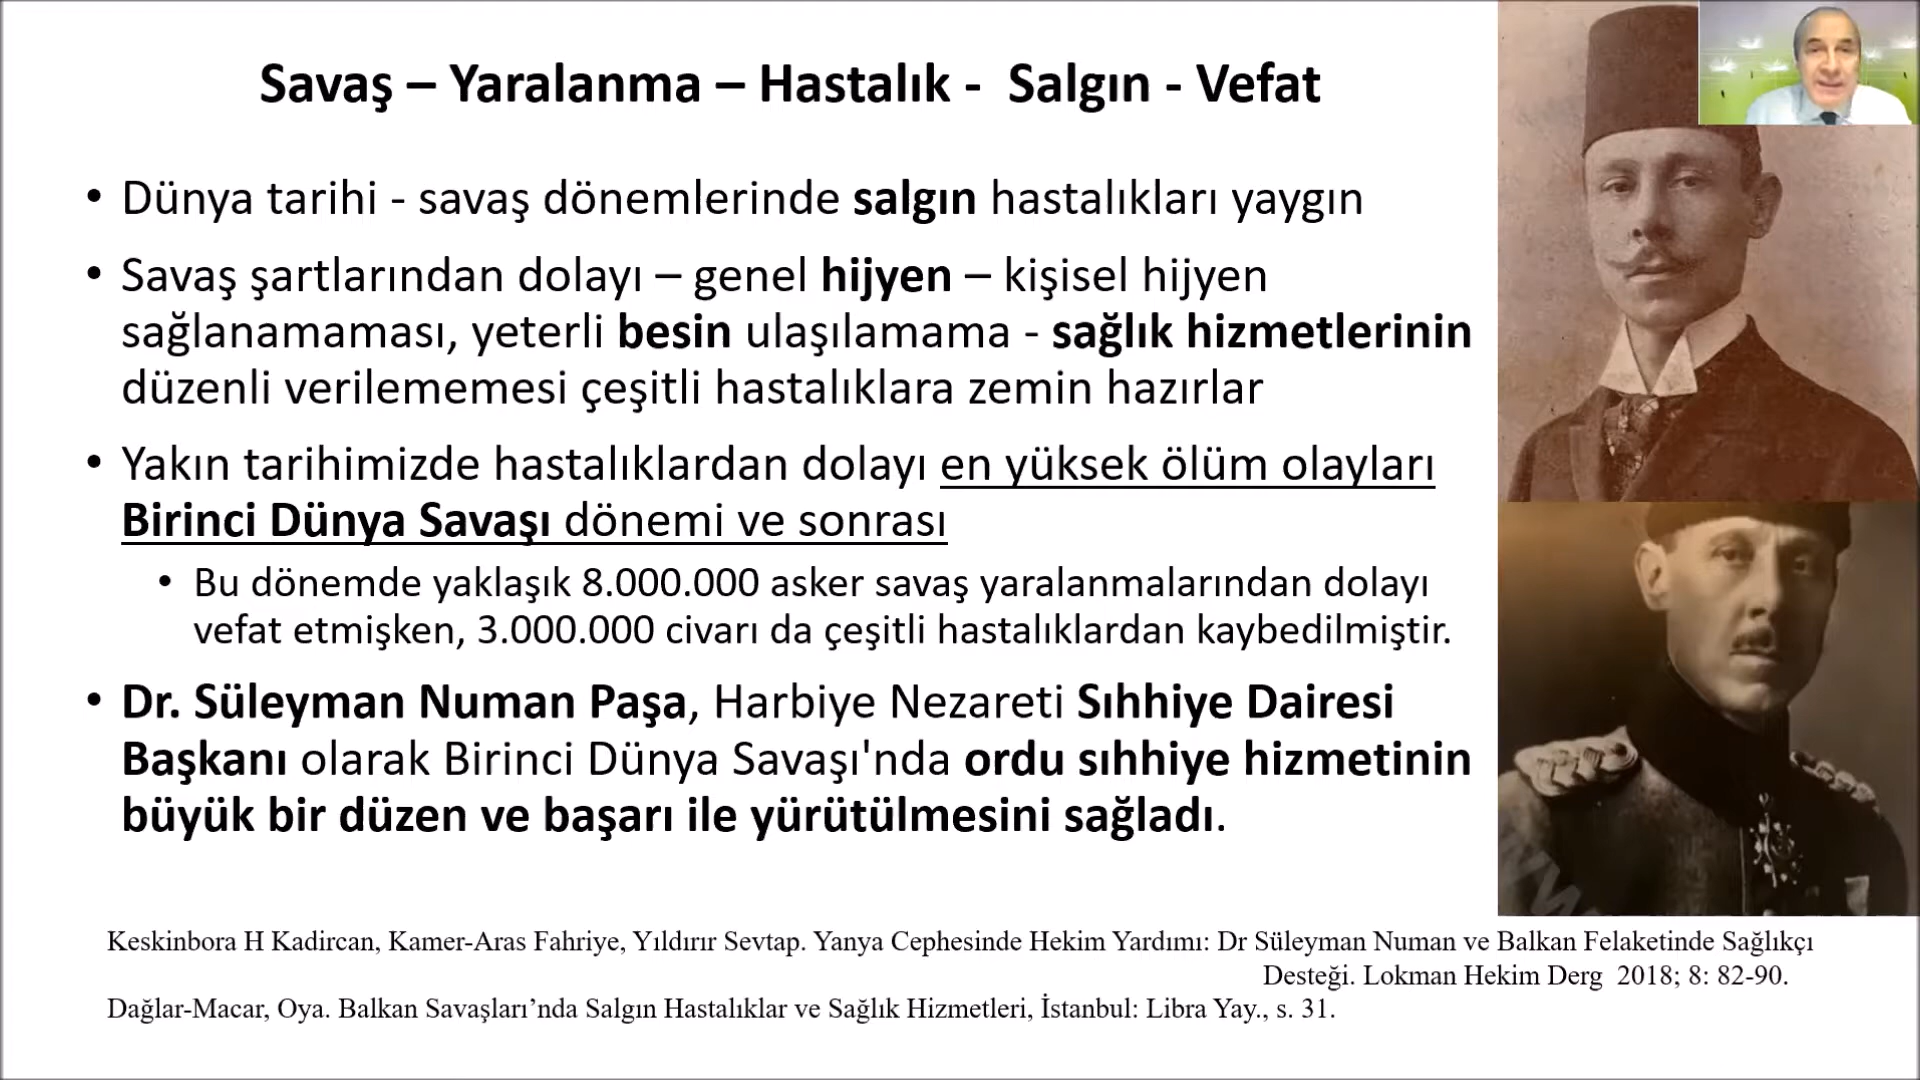 Savaş – Yaralanma – Hastalık - Salgın - Vefat
• Dünya tarihi - savaş dönemlerinde salgın hastalıkları yaygın
• Savaş şartlarından dolayı – genel hijyen – kişisel hijyen
sağlanamaması, yeterli besin ulaşılamama - sağlık hizmetlerinin
düzenli verilememesi çeşitli hastalıklara zemin hazırlar
• Yakın tarihimizde hastalıklardan dolayı en yüksek ölüm olayları
Birinci Dünya Savaşı dönemi ve sonrası
• Bu dönemde yaklaşık 8.000.000 asker savaş yaralanmalarından dolayı
vefat etmişken, 3.000.000 civarı da çeşitli hastalıklardan kaybedilmiştir.
• Dr. Süleyman Numan Paşa, Harbiye Nezareti Sıhhiye Dairesi
Başkanı olarak Birinci Dünya Savaşı'nda ordu sıhhiye hizmetinin
büyük bir düzen ve başarı ile yürütülmesini sağladı.
Keskinbora H Kadircan, Kamer-Aras Fahriye, Yıldırır Sevtap. Yanya Cephesinde Hekim Yardımı: Dr Süleyman Numan ve Balkan Felaketinde Sağlıkçı
Desteği. Lokman Hekim Derg 2018; 8: 82-90.
Dağlar-Macar, Oya. Balkan Savaşları’nda Salgın Hastalıklar ve Sağlık Hizmetleri, İstanbul: Libra Yay., s. 31.